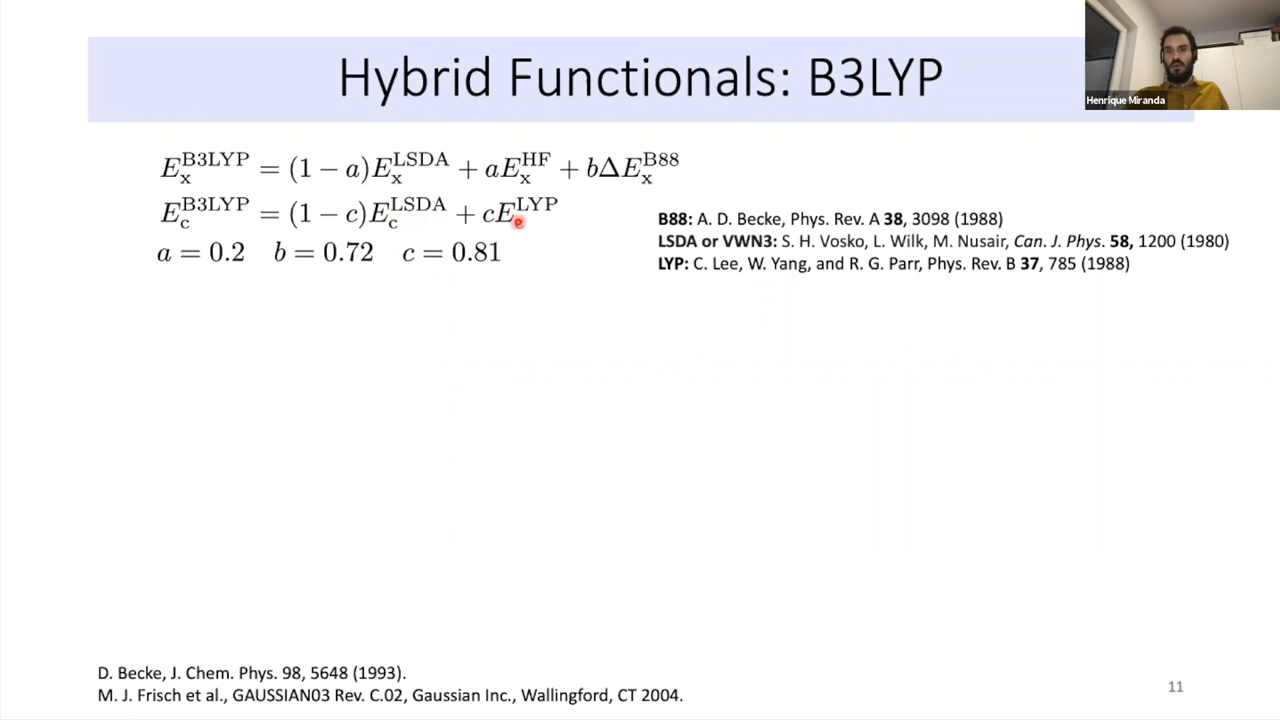 Hybrid Functionals: B3LYP
Henrique Miranda
E_x^B3LYP = (1 − a)E_x^LSDA + aE_x^HF + bΔE_x^B88
E_c^B3LYP = (1 − c)E_c^LSDA + cE_c^LYP
a = 0.2 b = 0.72 c = 0.81
B88: A. D. Becke, Phys. Rev. A 38, 3098 (1988)
LSDA or VWN3: S. H. Vosko, L. Wilk, M. Nusair, Can. J. Phys. 58, 1200 (1980)
LYP: C. Lee, W. Yang, and R. G. Parr, Phys. Rev. B 37, 785 (1988)
D. Becke, J. Chem. Phys. 98, 5648 (1993).
M. J. Frisch et al., GAUSSIAN03 Rev. C.02, Gaussian Inc., Wallingford, CT 2004.
11